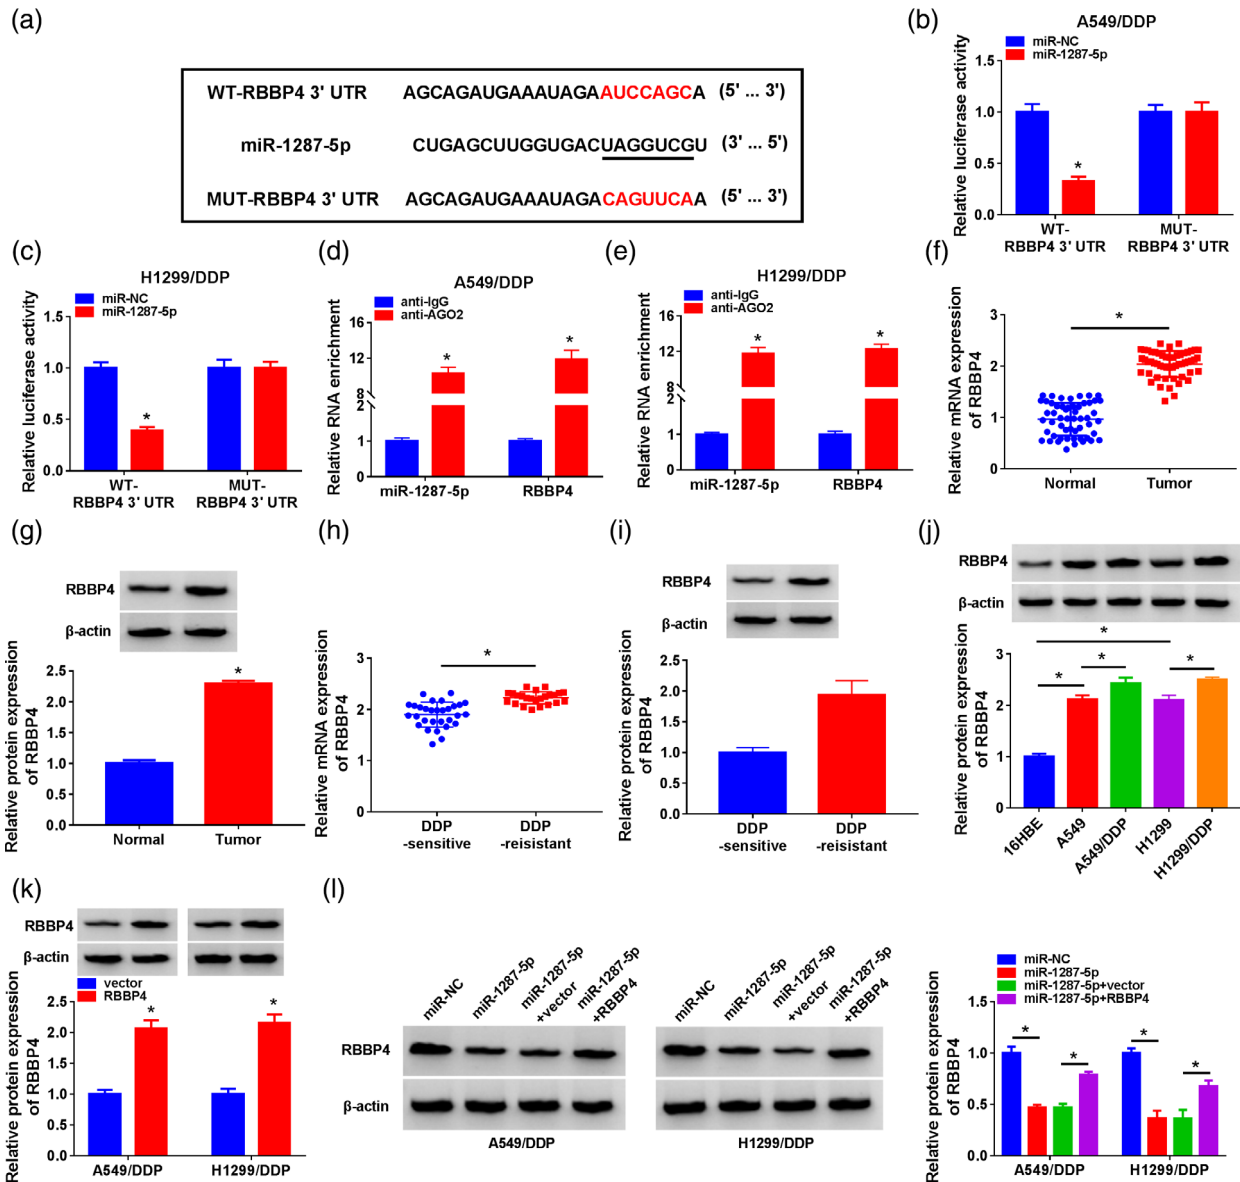 (a)
WT-RBBP4 3' UTR AGCAGAUGAAAUAGAAUCCAGCA (5' ... 3')
miR-1287-5p CUGAGCUUGGUGACUAGGUCGU (3' ... 5')
MUT-RBBP4 3' UTR AGCAGAUGAAAUAGACAGUUCAA (5' ... 3')
(b)
A549/DDP
miR-NC
miR-1287-5p
Relative luciferase activity
1.5
1.0
0.5
0.0
WT-
RBBP4 3' UTR
MUT-
RBBP4 3' UTR
*
(c)
H1299/DDP
miR-NC
miR-1287-5p
Relative luciferase activity
1.5
1.0
0.5
0.0
WT-
RBBP4 3' UTR
MUT-
RBBP4 3' UTR
*
(d)
A549/DDP
anti-IgG
anti-AGO2
Relative RNA enrichment
16
12
8
2
1
0
miR-1287-5p
RBBP4
*
*
(e)
H1299/DDP
anti-IgG
anti-AGO2
Relative RNA enrichment
16
12
8
2
1
0
miR-1287-5p
RBBP4
*
*
(f)
Relative mRNA expression
of RBBP4
3
2
1
0
Normal
Tumor
*
(g)
RBBP4
β-actin
Relative protein expression
of RBBP4
2.5
2.0
1.5
1.0
0.5
0.0
Normal
Tumor
*
(h)
Relative mRNA expression
of RBBP4
3
2
1
0
DDP
-sensitive
DDP
-reisistant
*
(i)
RBBP4
β-actin
Relative protein expression
of RBBP4
2.5
2.0
1.5
1.0
0.5
0.0
DDP
-sensitive
DDP
-reisistant
(j)
RBBP4
β-actin
Relative protein expression
of RBBP4
3
2
1
0
16HBE
A549
A549/DDP
H1299
H1299/DDP
*
*
*
*
(k)
RBBP4
β-actin
vector
RBBP4
Relative protein expression
of RBBP4
2.5
2.0
1.5
1.0
0.5
0.0
A549/DDP
H1299/DDP
*
*
(l)
miR-NC
miR-1287-5p
miR-1287-5p
+vector
miR-1287-5p
+RBBP4
miR-NC
miR-1287-5p
miR-1287-5p
+vector
miR-1287-5p
+RBBP4
RBBP4
β-actin
A549/DDP
H1299/DDP
miR-NC
miR-1287-5p
miR-1287-5p+vector
miR-1287-5p+RBBP4
Relative protein expression
of RBBP4
1.5
1.0
0.5
0.0
A549/DDP
H1299/DDP
*
*
*
*